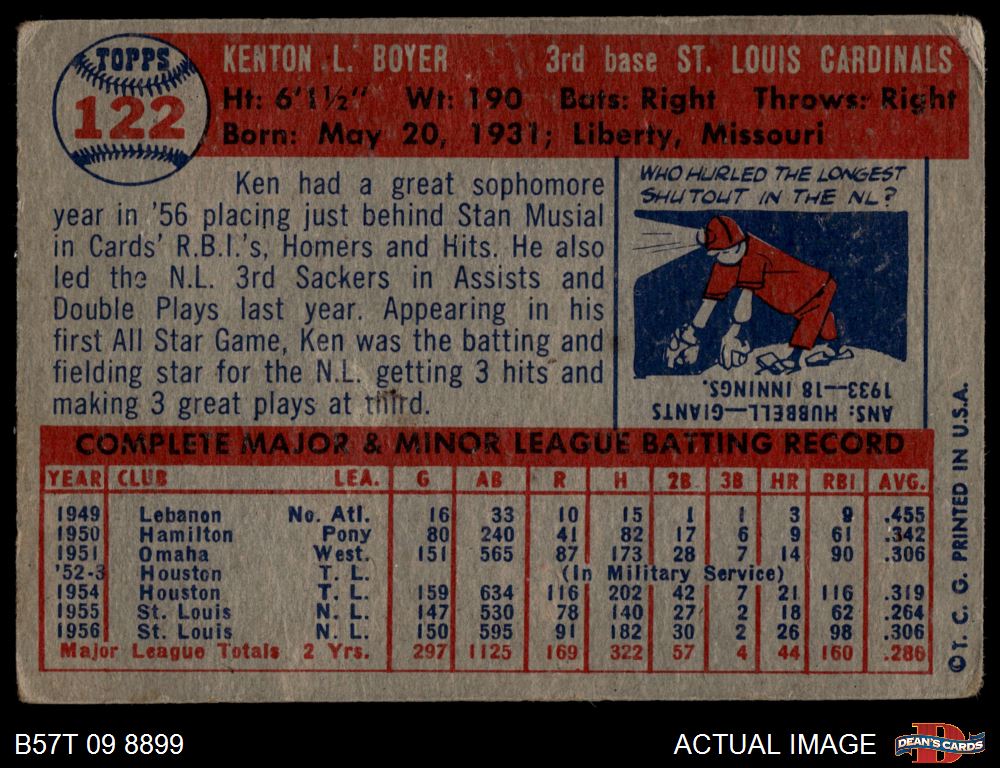 TOPPS
122
KENTON L. BOYER 3rd base ST. LOUIS CARDINALS
Ht: 6'1½" Wt: 190 Bats: Right Throws: Right
Born: May 20, 1931; Liberty, Missouri
Ken had a great sophomore
year in '56 placing just behind Stan Musial
in Cards' R.B.I.'s, Homers and Hits. He also
led the N.L. 3rd Sackers in Assists and
Double Plays last year. Appearing in his
first All Star Game, Ken was the batting and
fielding star for the N.L. getting 3 hits and
making 3 great plays at third.
WHO HURLED THE LONGEST
SHUTOUT IN THE NL?
ANS: HUBBELL—GIANTS
1933—18 INNINGS.
COMPLETE MAJOR & MINOR LEAGUE BATTING RECORD
YEAR CLUB LEA. G AB R H 2B 3B HR RBI AVG.
1949 Lebanon No. Atl. 16 33 10 15 1 1 3 9 .455
1950 Hamilton Pony 80 240 41 82 17 6 9 61 .342
1951 Omaha West. 151 565 87 173 28 7 14 90 .306
'52-3 Houston T. L. (In Military Service)
1954 Houston T. L. 159 634 116 202 42 7 21 116 .319
1955 St. Louis N. L. 147 530 78 140 27 2 18 62 .264
1956 St. Louis N. L. 150 595 91 182 30 2 26 98 .306
Major League Totals 2 Yrs. 297 1125 169 322 57 4 44 160 .286
©T. C. G. PRINTED IN U.S.A.
B57T 09 8899
ACTUAL IMAGE
D
DEAN'S CARDS